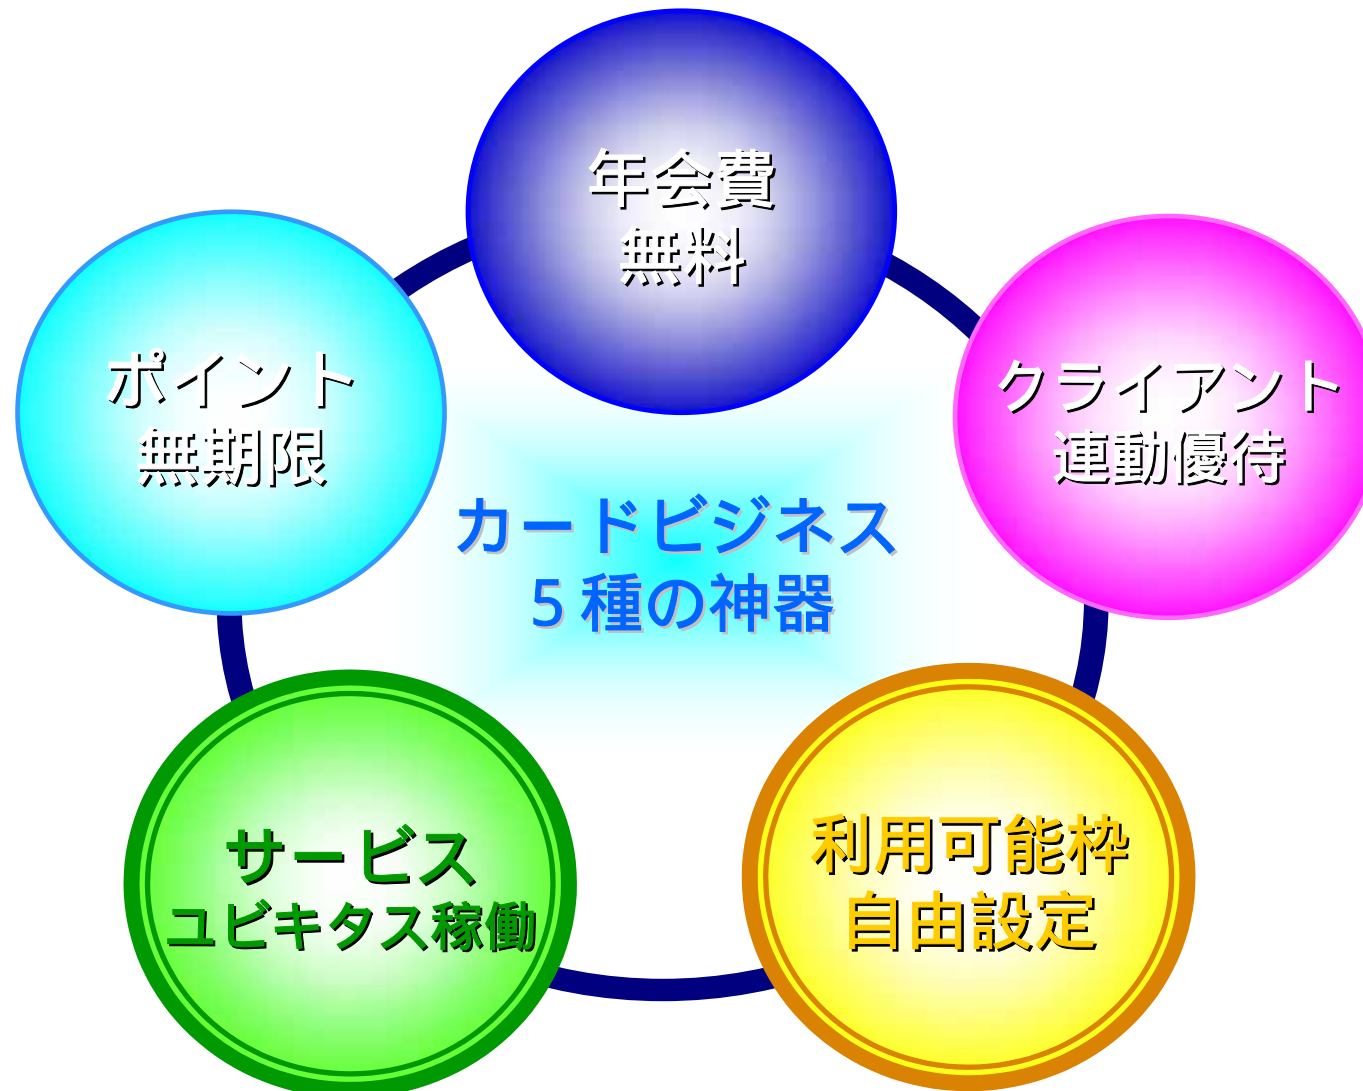 年会費
無料
ポイント
無期限
クライアント
連動優待
カードビジネス
５種の神器
サービス
ユビキタス稼働
利用可能枠
自由設定